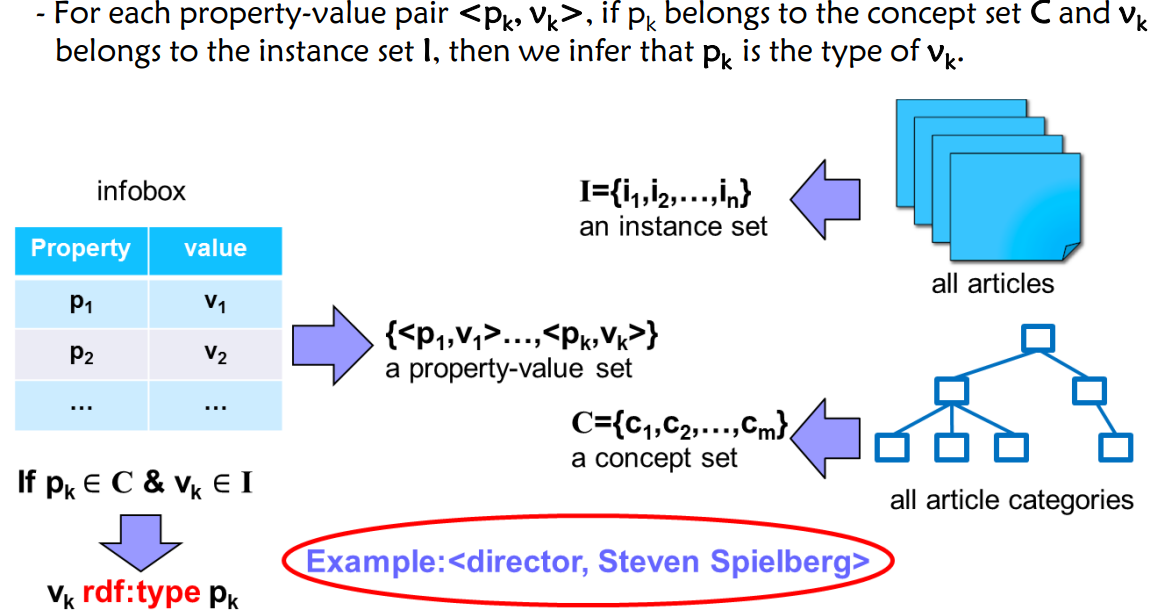 - For each property-value pair <pk, vk>, if pk belongs to the concept set C and vk
belongs to the instance set I, then we infer that pk is the type of vk.
infobox
Property value
p1 v1
p2 v2
... ...
I={i1,i2,...,in}
an instance set
all articles
{<p1,v1>...,<pk,vk>}
a property-value set
C={c1,c2,...,cm}
a concept set
all article categories
If pk ∈ C & vk ∈ I
vk rdf:type pk
Example:<director, Steven Spielberg>